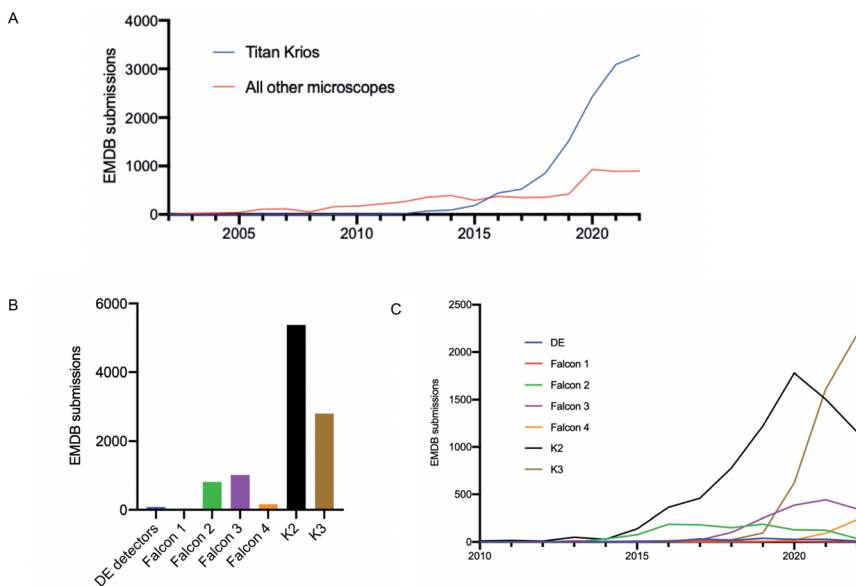 A
EMDB submissions
4000
3000
2000
1000
0
Titan Krios
All other microscopes
2005
2010
2015
2020
B
EMDB submissions
6000
4000
2000
0
DE detectors
Falcon 1
Falcon 2
Falcon 3
Falcon 4
K2
K3
C
EMDB submissions
2500
2000
1500
1000
500
0
DE
Falcon 1
Falcon 2
Falcon 3
Falcon 4
K2
K3
2010
2015
2020